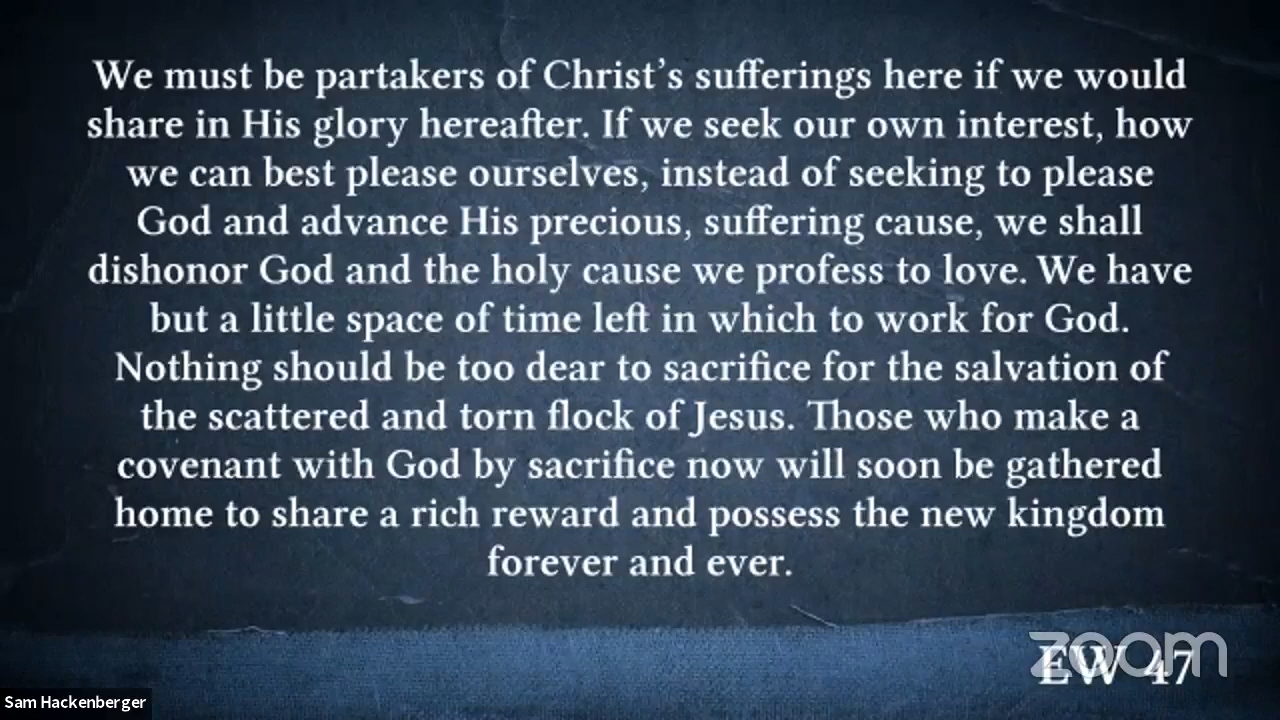 We must be partakers of Christ’s sufferings here if we would
share in His glory hereafter. If we seek our own interest, how
we can best please ourselves, instead of seeking to please
God and advance His precious, suffering cause, we shall
dishonor God and the holy cause we profess to love. We have
but a little space of time left in which to work for God.
Nothing should be too dear to sacrifice for the salvation of
the scattered and torn flock of Jesus. Those who make a
covenant with God by sacrifice now will soon be gathered
home to share a rich reward and possess the new kingdom
forever and ever.
zoom
EW 47
Sam Hackenberger